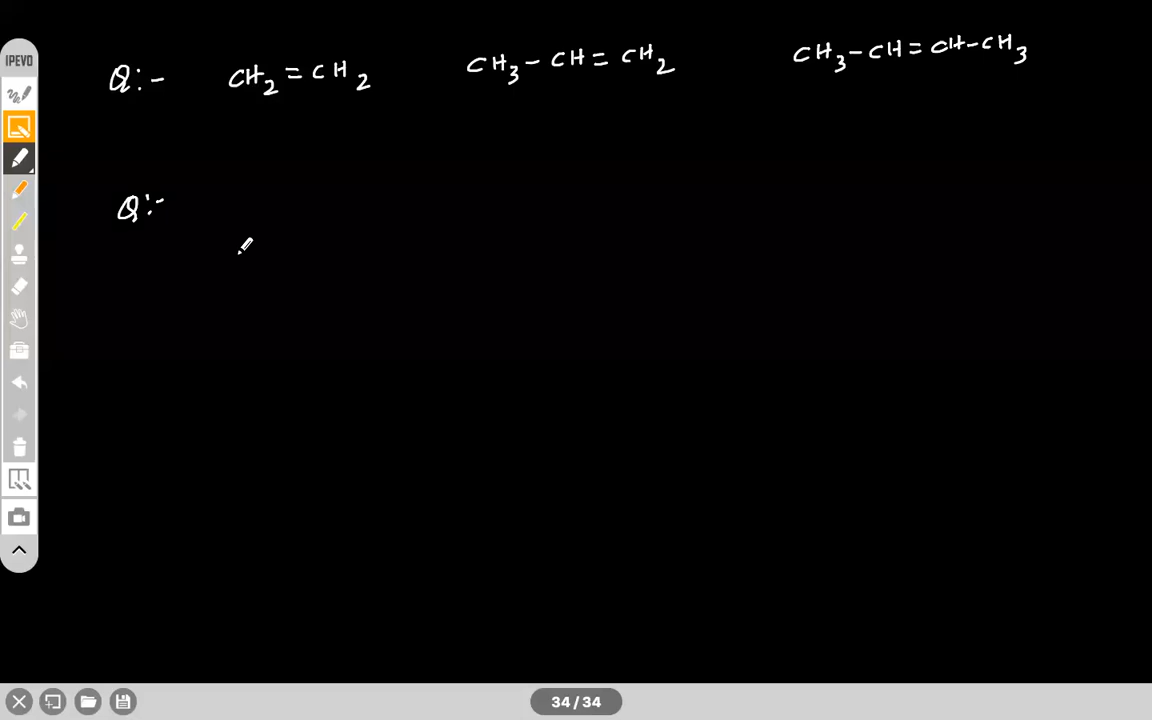 IPEVO
Q:- CH₂ = CH₂ CH₃ - CH = CH₂ CH₃ - CH = CH - CH₃
Q:-
34 / 34